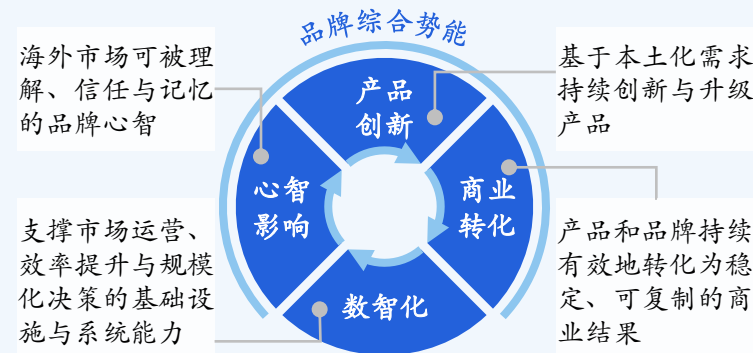 品牌综合势能
海外市场可被理
解、信任与记忆
的品牌心智
产品
创新
基于本土化需求
持续创新与升级
产品
心智
影响
商业
转化
支撑市场运营、
效率提升与规模
化决策的基础设
施与系统能力
数智化
产品和品牌持续
有效地转化为稳
定、可复制的商
业结果